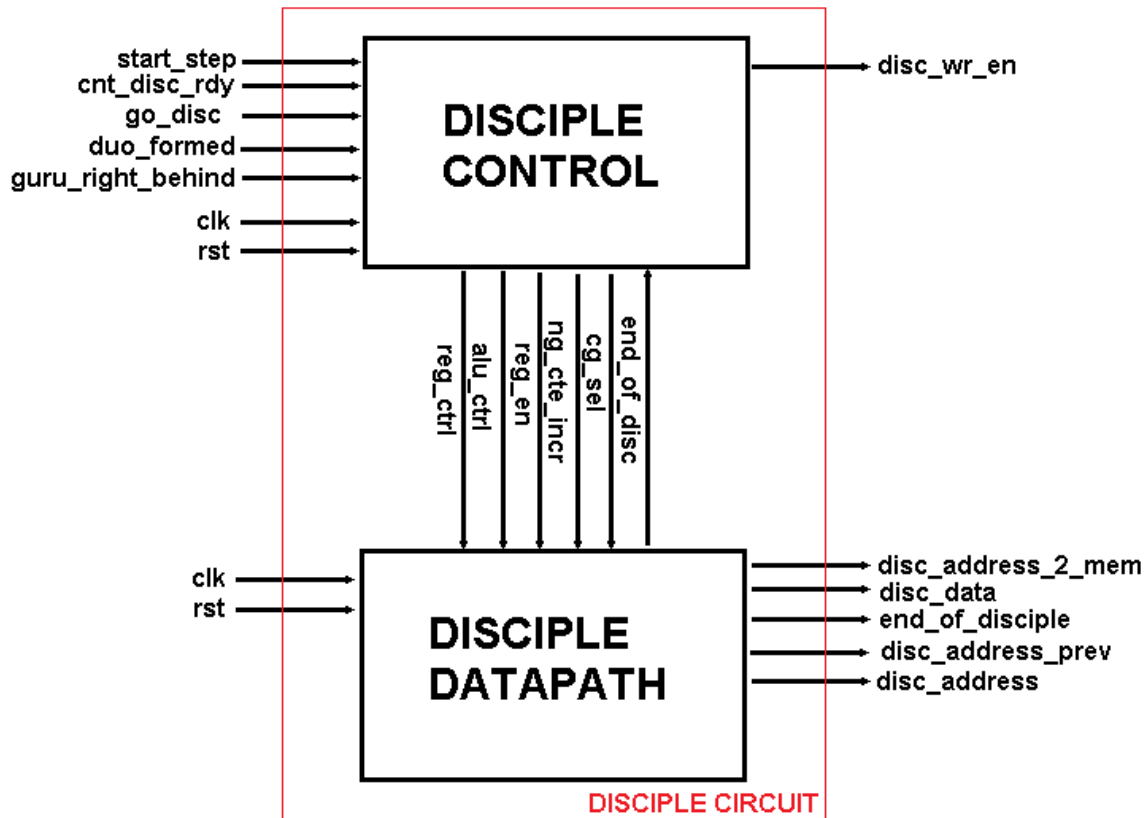 start_step
cnt_disc_rdy
go_disc
duo_formed
guru_right_behind
clk
rst
DISCIPLE
CONTROL
disc_wr_en
reg_ctrl
alu_ctrl
reg_en
ng_cte_incr
cg_sel
end_of_disc
clk
rst
DISCIPLE
DATAPATH
disc_address_2_mem
disc_data
end_of_disciple
disc_address_prev
disc_address
DISCIPLE CIRCUIT